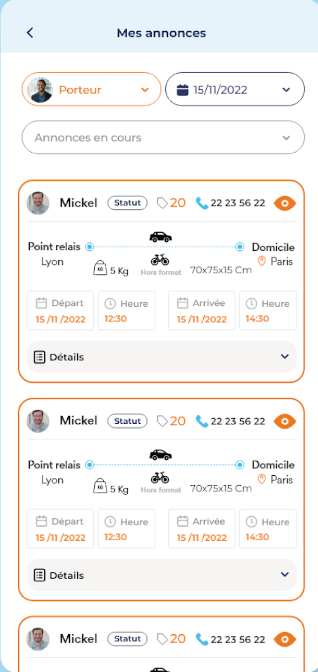 Mes annonces
Porteur
15/11/2022
Annonces en cours
Mickel Statut 20 22 23 56 22
Point relais Domicile
Lyon KG 5 Kg Hors format 70x75x15 Cm Paris
Départ Heure Arrivée Heure
15 /11 /2022 12:30 15 /11 /2022 14:30
Détails
Mickel Statut 20 22 23 56 22
Point relais Domicile
Lyon KG 5 Kg Hors format 70x75x15 Cm Paris
Départ Heure Arrivée Heure
15 /11 /2022 12:30 15 /11 /2022 14:30
Détails
Mickel Statut 20 22 23 56 22